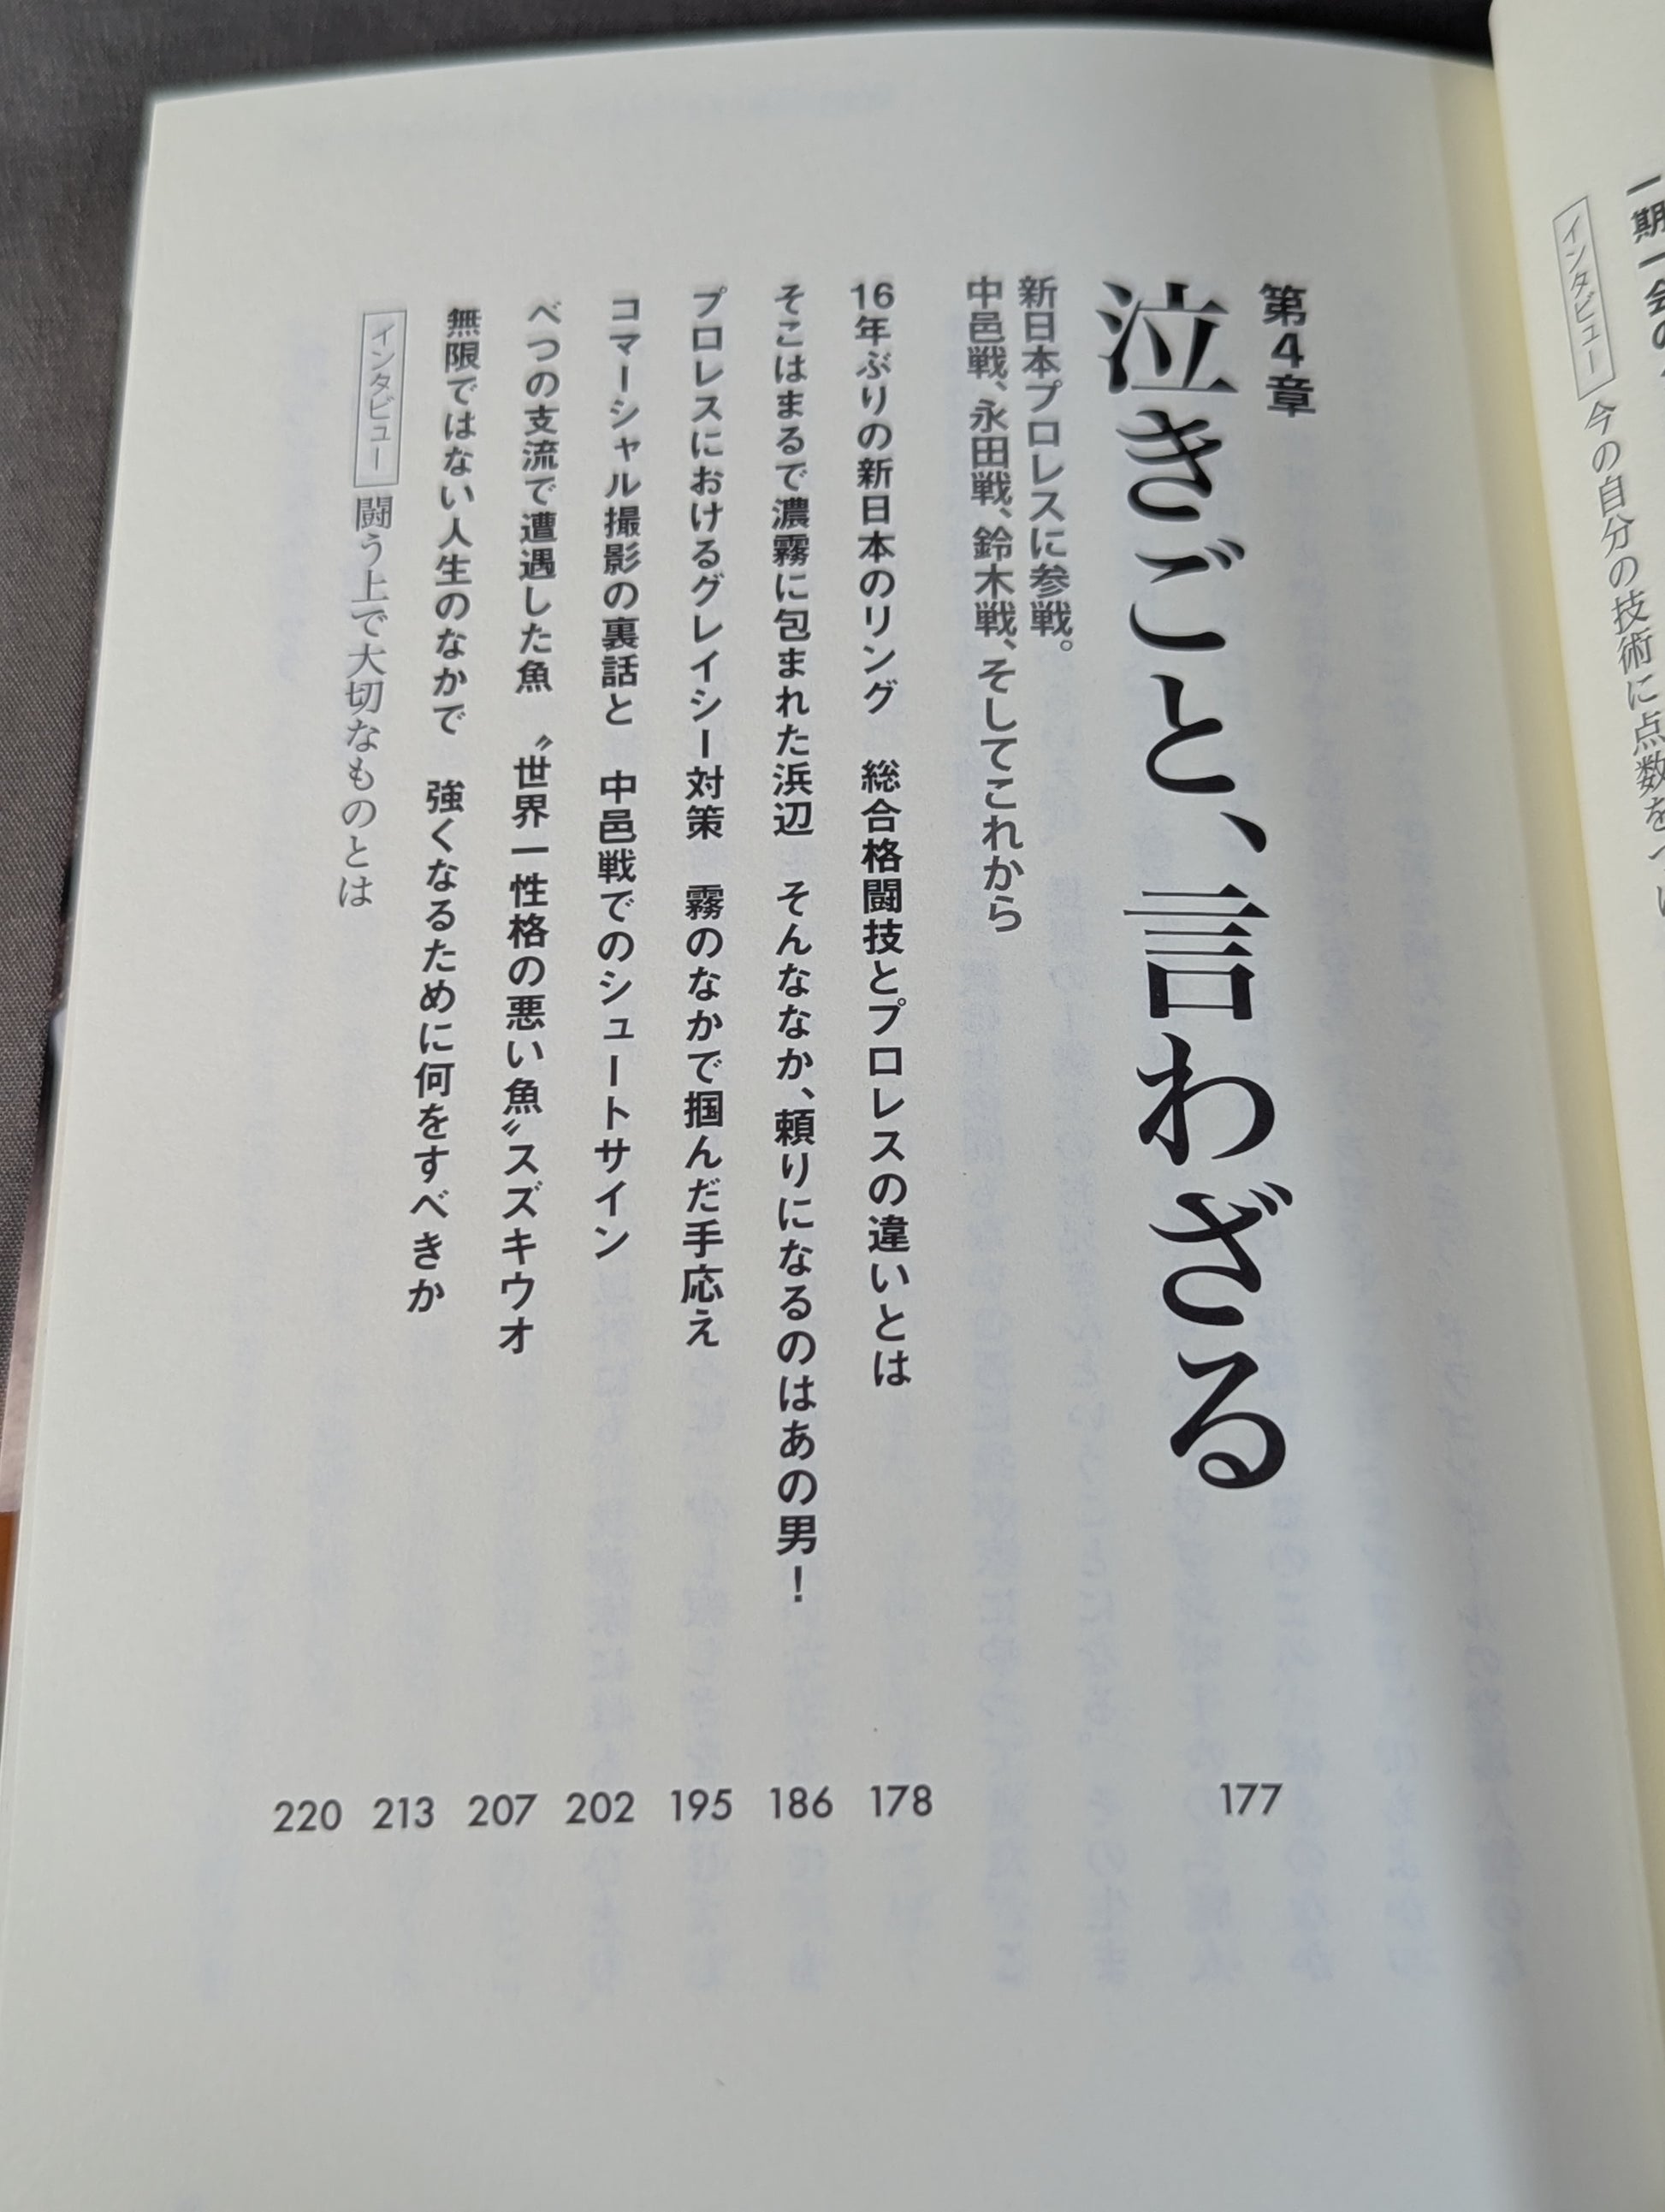 一期一会の
インタビュー 今の自分の技術に点数を
第4章
泣きごと、言わざる
177
新日本プロレスに参戦。
中邑戦、永田戦、鈴木戦、そしてこれから
16年ぶりの新日本のリング　総合格闘技とプロレスの違いとは
178
そこはまるで濃霧に包まれた浜辺　そんななか、頼りになるのはあの男！
186
プロレスにおけるグレイシー対策　霧のなかで掴んだ手応え
195
コマーシャル撮影の裏話と　中邑戦でのシュートサイン
202
べつの支流で遭遇した魚　〝世界一性格の悪い魚〟スズキウオ
207
無限ではない人生のなかで　強くなるために何をすべきか
213
インタビュー 闘う上で大切なものとは
220